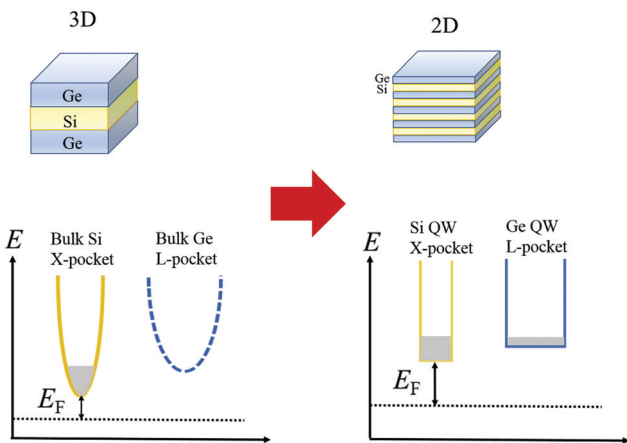 3D
2D
Ge
Si
Ge
Ge
Si
E
Bulk Si
X-pocket
Bulk Ge
L-pocket
E_F
E
Si QW
X-pocket
Ge QW
L-pocket
E_F